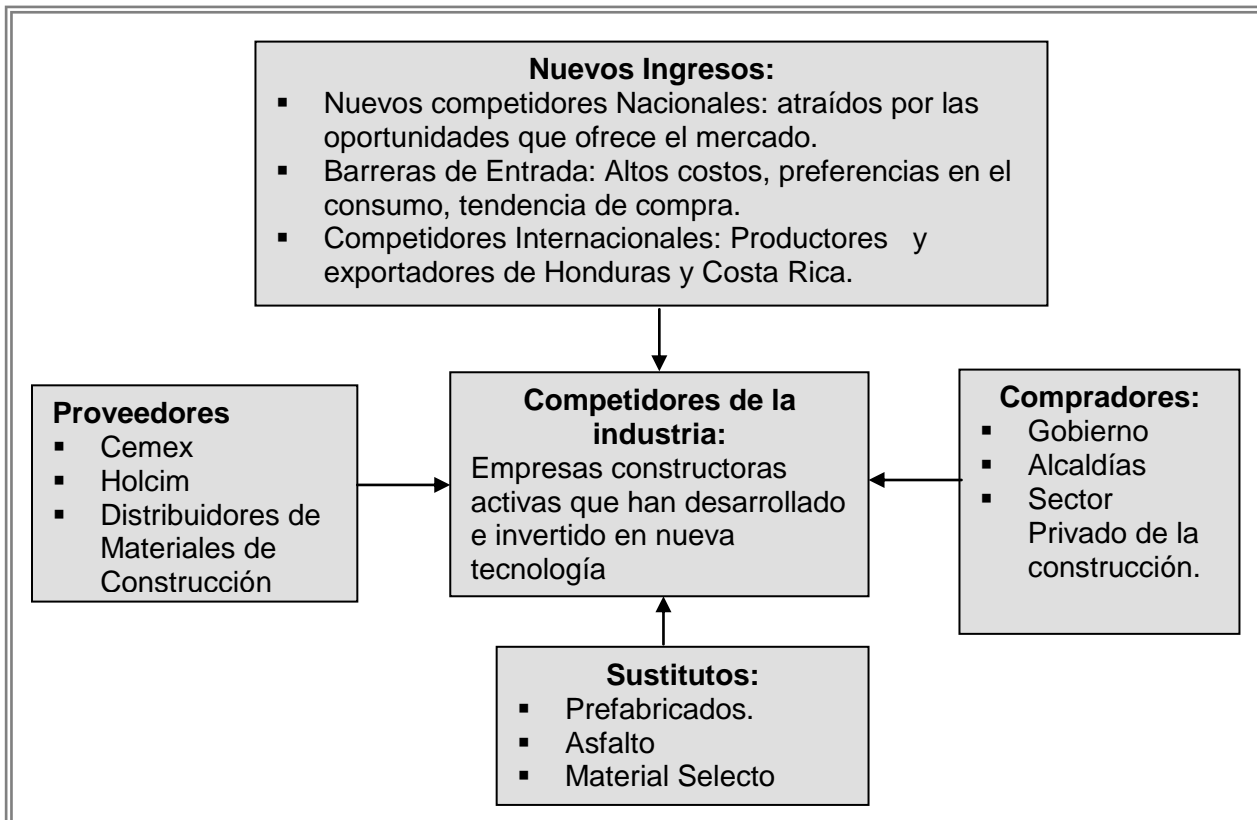 Nuevos Ingresos:
▪ Nuevos competidores Nacionales: atraídos por las
oportunidades que ofrece el mercado.
▪ Barreras de Entrada: Altos costos, preferencias en el
consumo, tendencia de compra.
▪ Competidores Internacionales: Productores y
exportadores de Honduras y Costa Rica.
Proveedores
▪ Cemex
▪ Holcim
▪ Distribuidores de
Materiales de
Construcción
Competidores de la
industria:
Empresas constructoras
activas que han desarrollado
e invertido en nueva
tecnología
Compradores:
▪ Gobierno
▪ Alcaldías
▪ Sector
Privado de la
construcción.
Sustitutos:
▪ Prefabricados.
▪ Asfalto
▪ Material Selecto